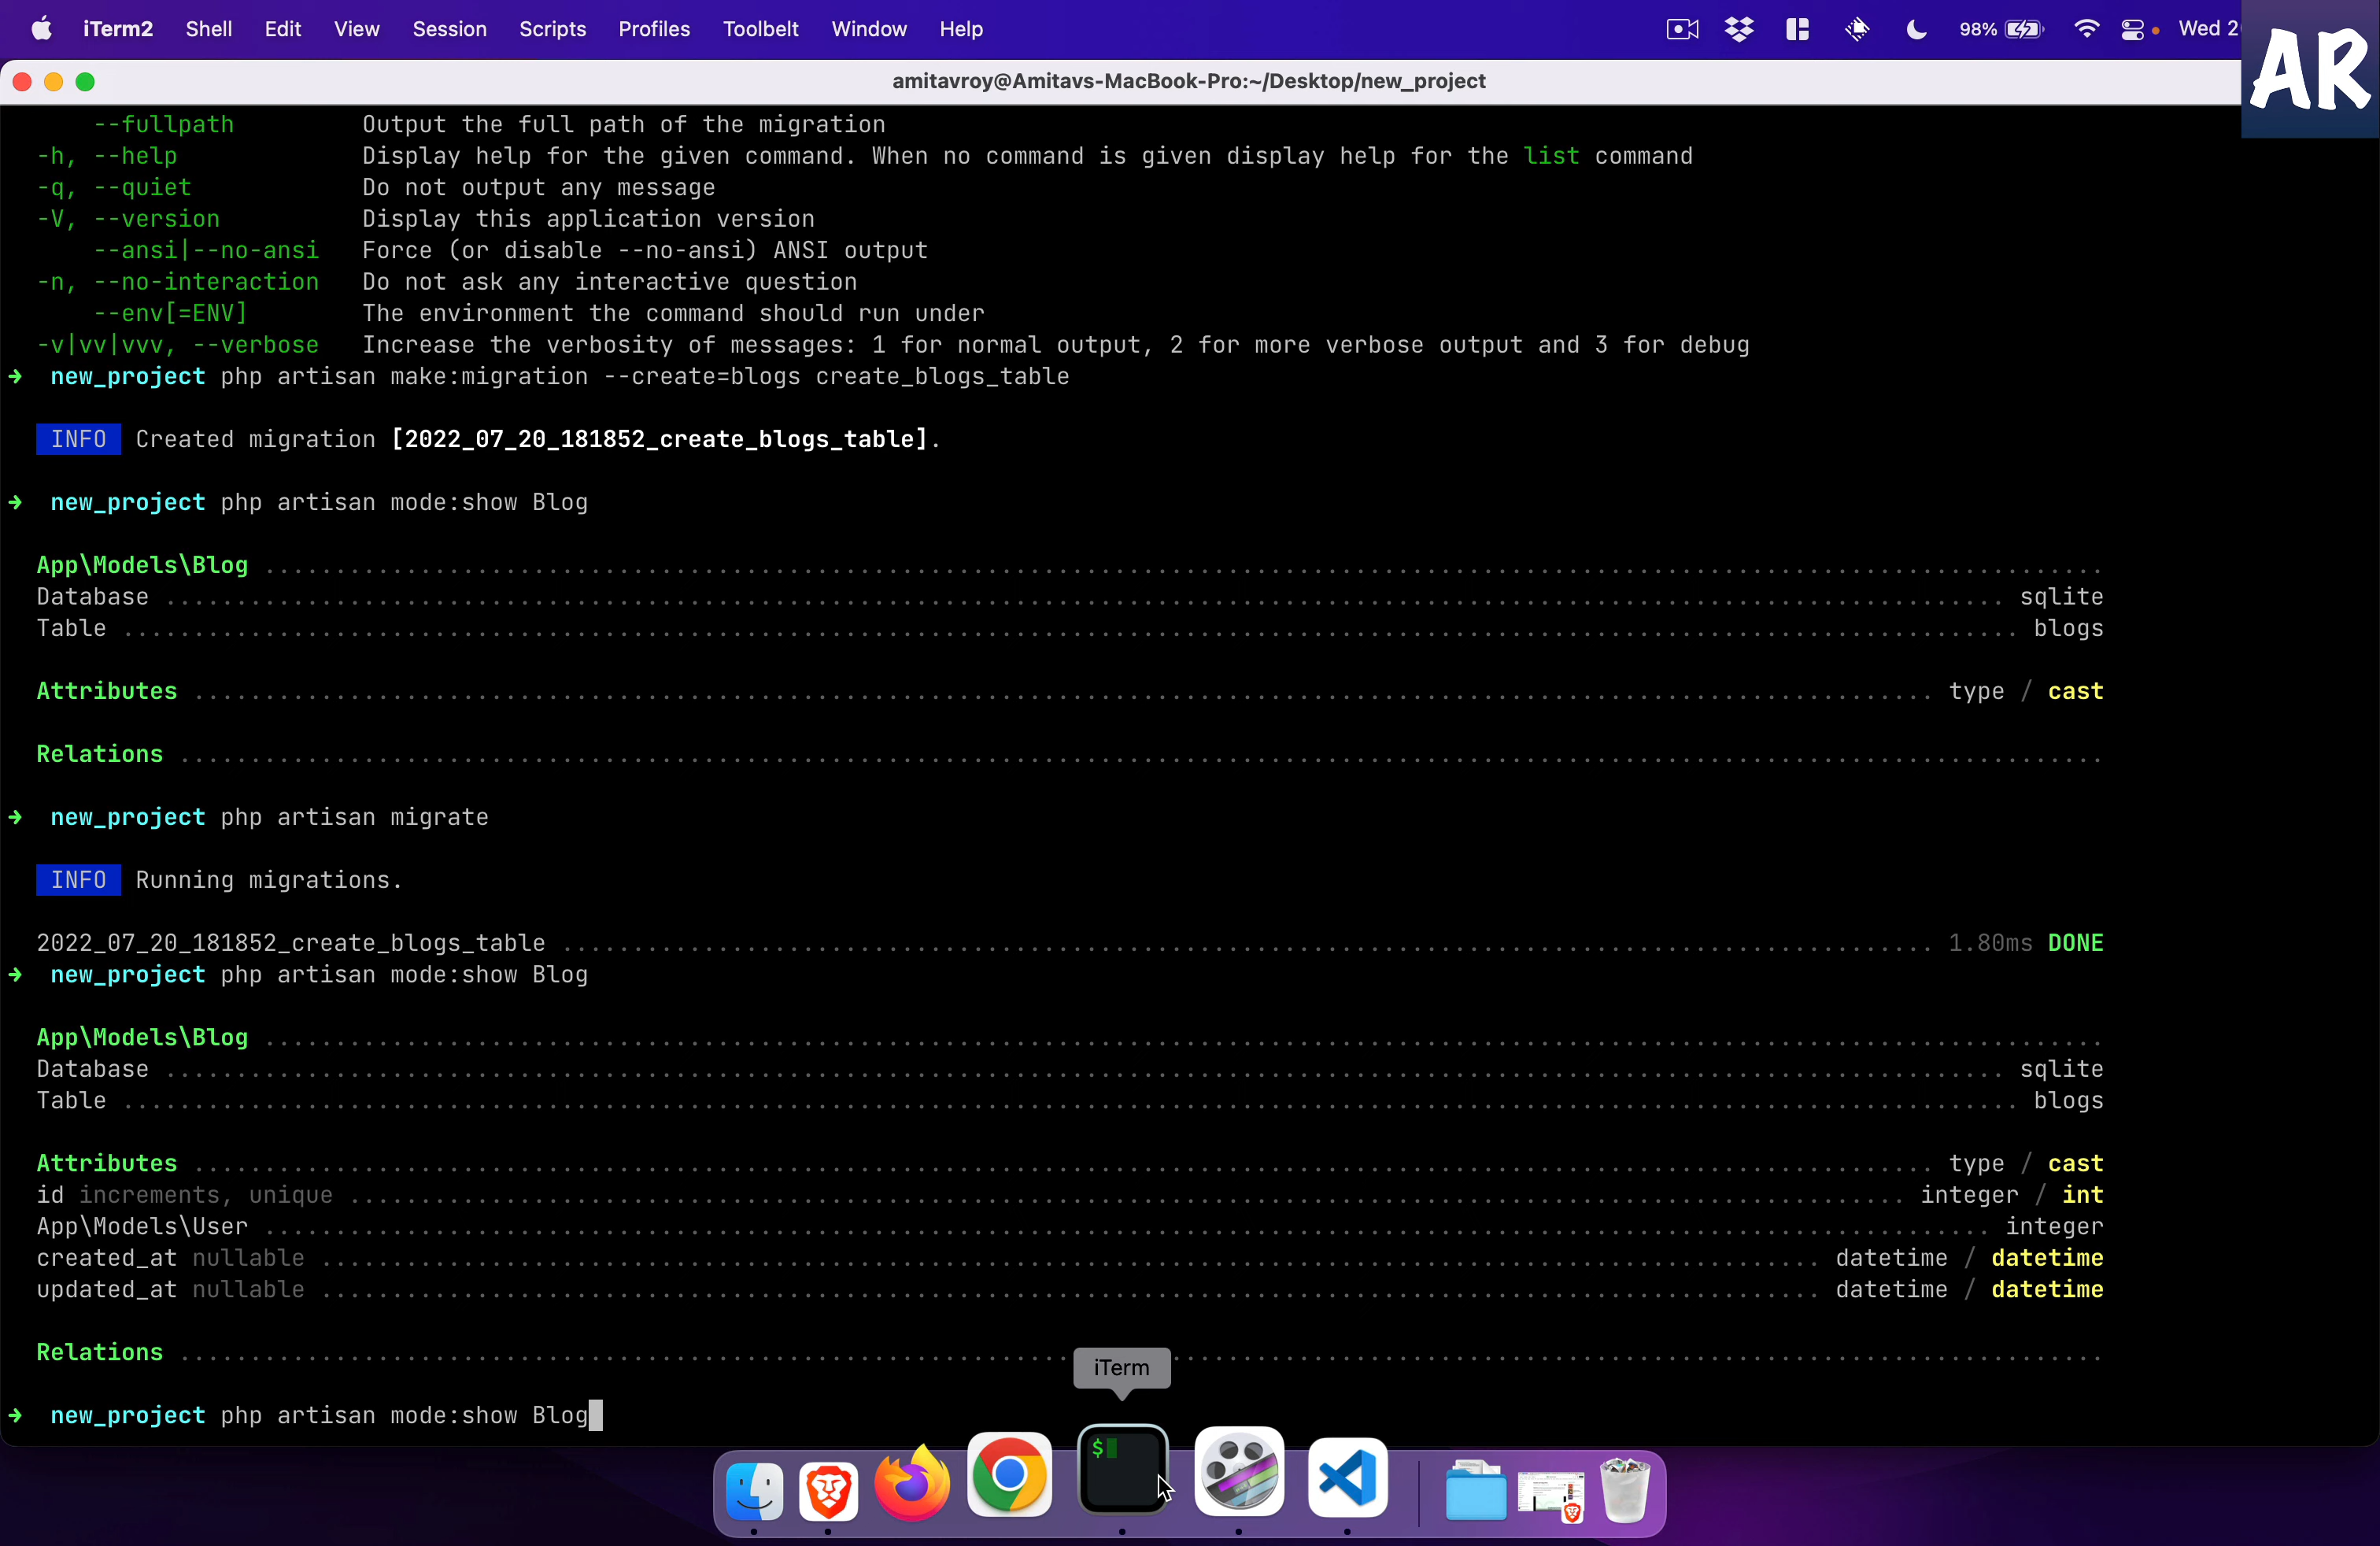 iTerm2 Shell Edit View Session Scripts Profiles Toolbelt Window Help 98% Wed 2
AR
amitavroy@Amitavs-MacBook-Pro:~/Desktop/new_project
--fullpath Output the full path of the migration
-h, --help Display help for the given command. When no command is given display help for the list command
-q, --quiet Do not output any message
-V, --version Display this application version
--ansi|--no-ansi Force (or disable --no-ansi) ANSI output
-n, --no-interaction Do not ask any interactive question
--env[=ENV] The environment the command should run under
-v|vv|vvv, --verbose Increase the verbosity of messages: 1 for normal output, 2 for more verbose output and 3 for debug
➜ new_project php artisan make:migration --create=blogs create_blogs_table
INFO Created migration [2022_07_20_181852_create_blogs_table].
➜ new_project php artisan mode:show Blog
App\Models\Blog
Database sqlite
Table blogs
Attributes type / cast
Relations
➜ new_project php artisan migrate
INFO Running migrations.
2022_07_20_181852_create_blogs_table 1.80ms DONE
➜ new_project php artisan mode:show Blog
App\Models\Blog
Database sqlite
Table blogs
Attributes type / cast
id increments, unique integer / int
App\Models\User integer
created_at nullable datetime / datetime
updated_at nullable datetime / datetime
Relations
iTerm
➜ new_project php artisan mode:show Blog
$